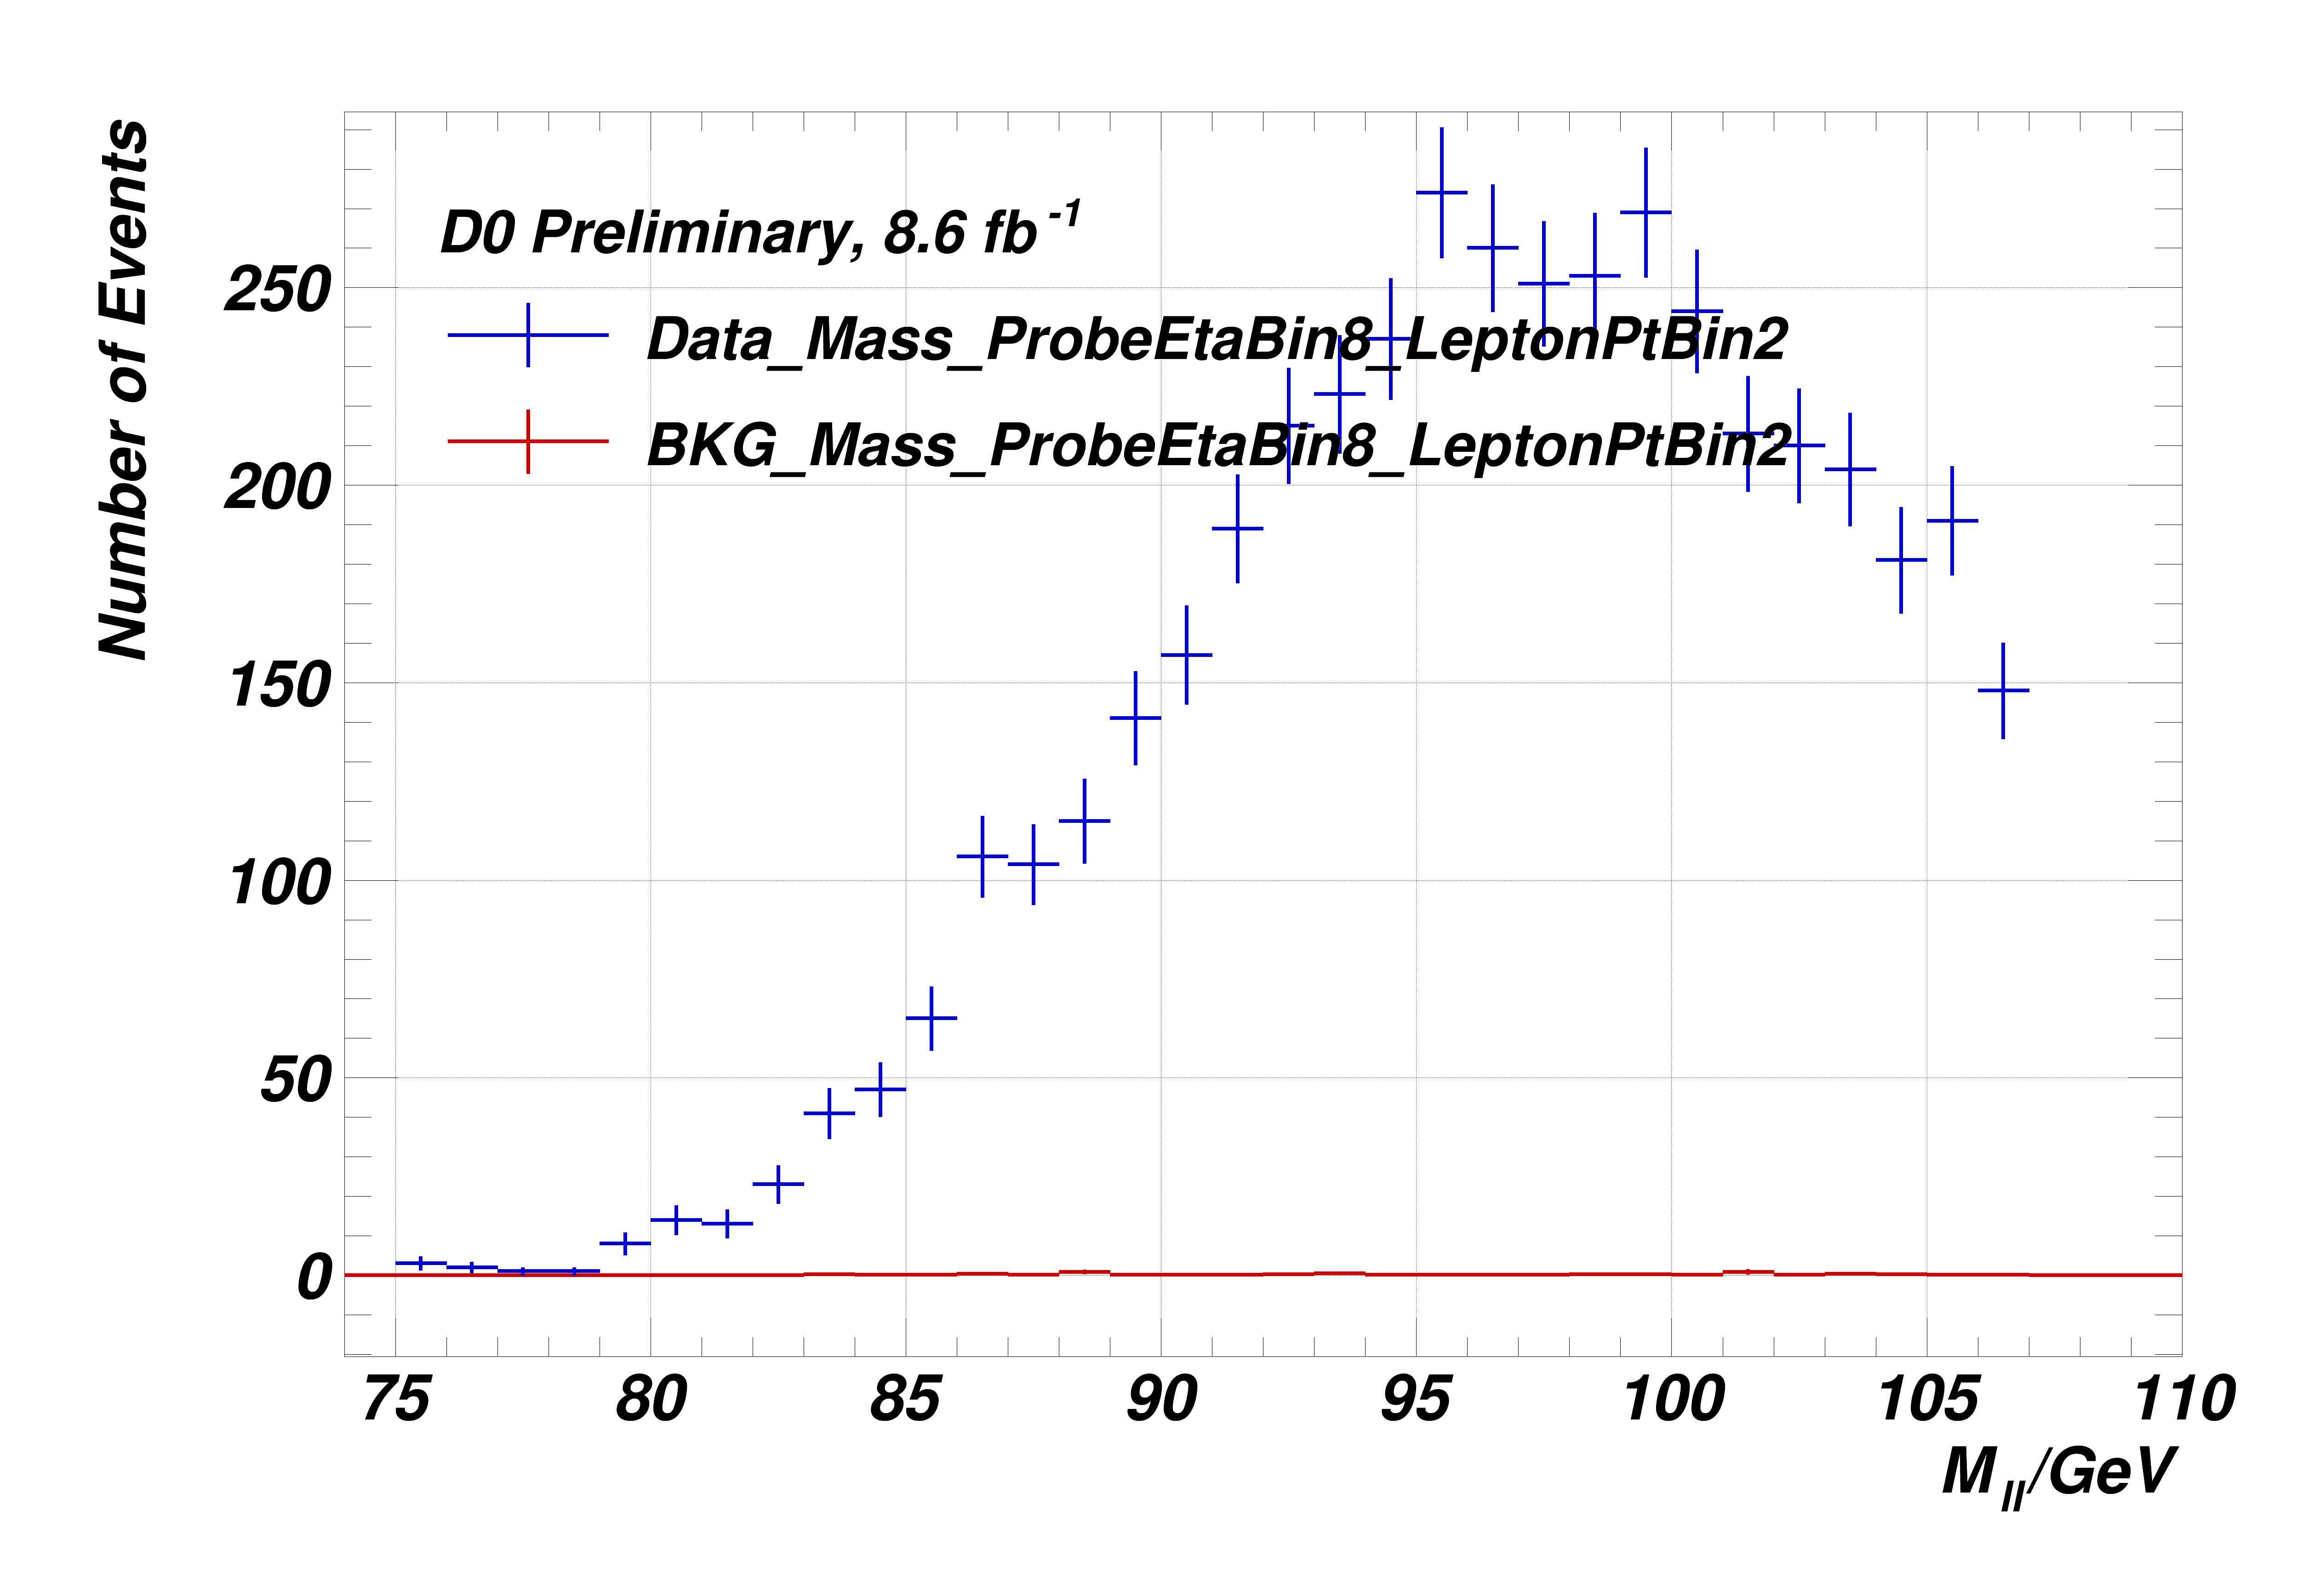 Number of Events
D0 Preliminary, 8.6 fb -1
Data_Mass_ProbeEtaBin8_LeptonPtBin2
BKG_Mass_ProbeEtaBin8_LeptonPtBin2
250
200
150
100
50
0
75 80 85 90 95 100 105 110
M ll/GeV